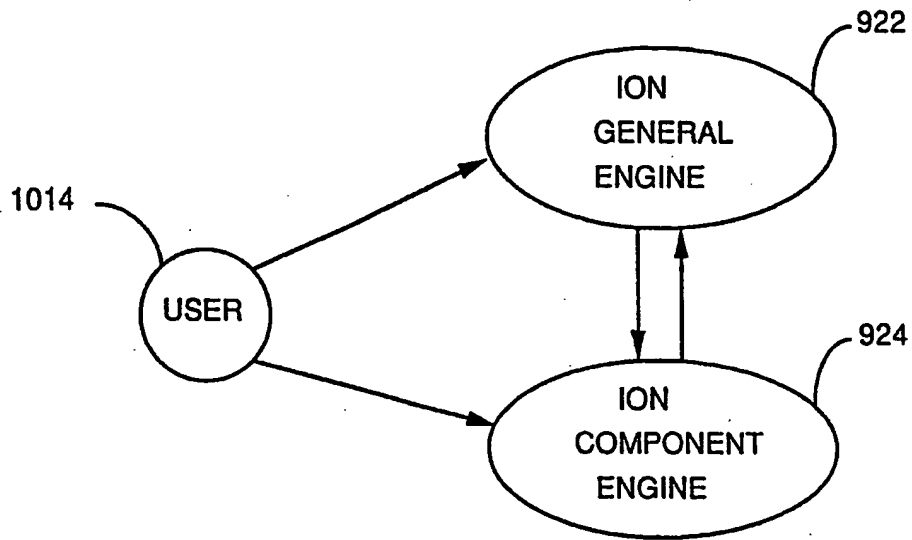 922
ION
GENERAL
ENGINE
1014
USER
924
ION
COMPONENT
ENGINE